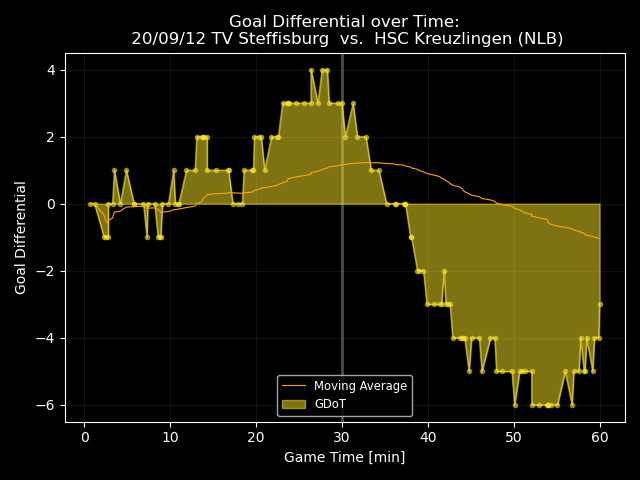 Goal Differential over Time:
20/09/12 TV Steffisburg  vs.  HSC Kreuzlingen (NLB)
Goal Differential
4
2
0
−2
−4
−6
Moving Average
GDoT
0 10 20 30 40 50 60
Game Time [min]